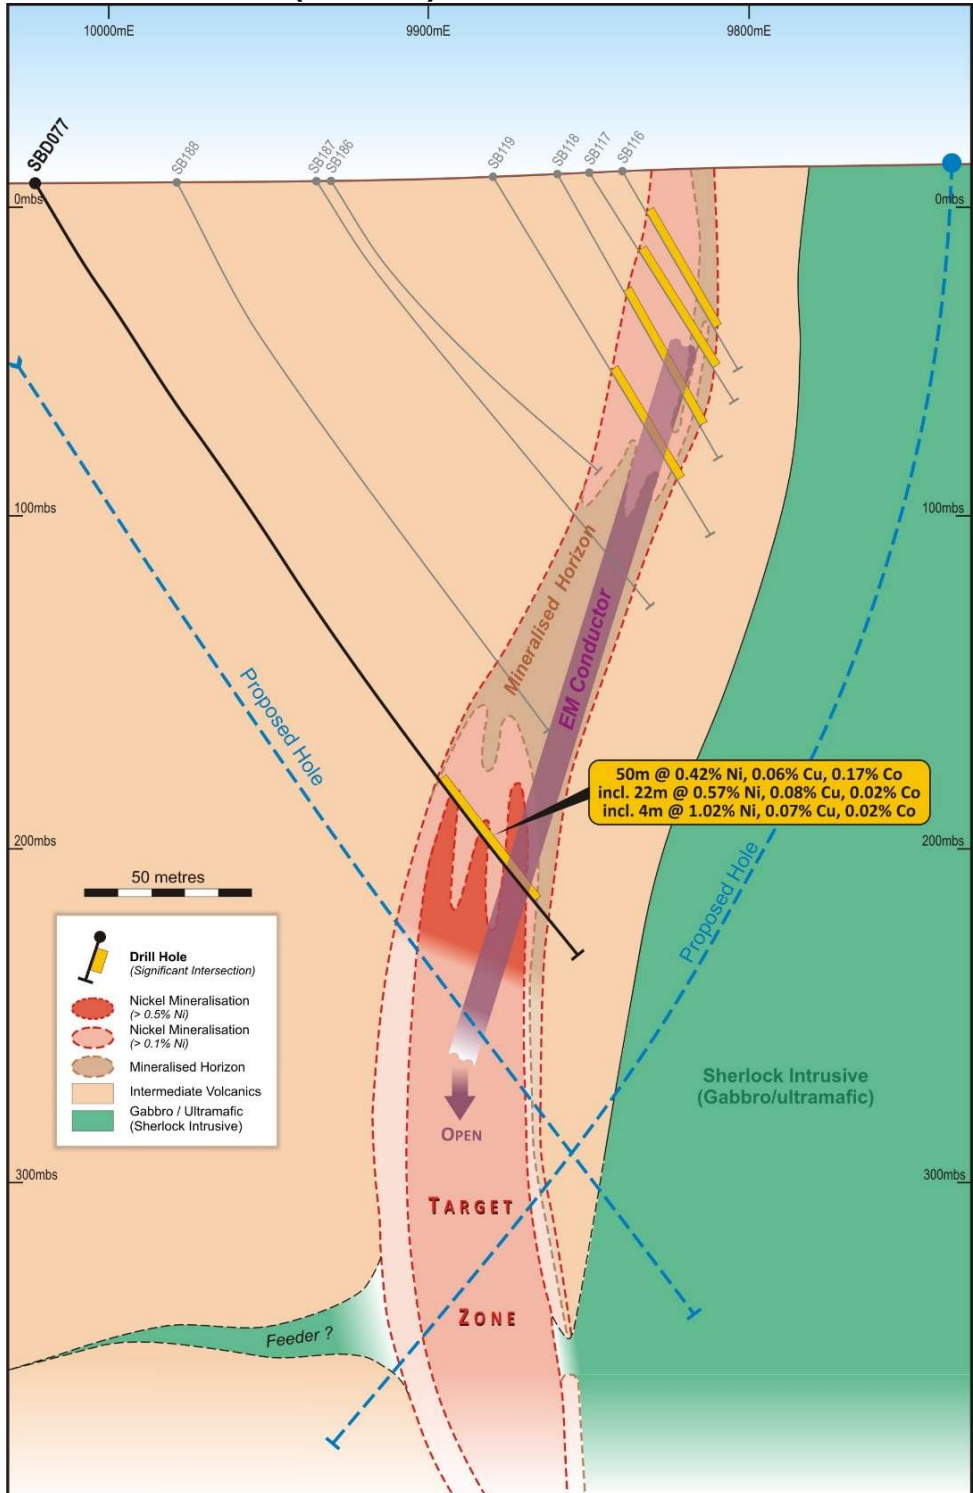 10000mE
9900mE
9800mE
SBD077
SB188
SB187
SB186
SB119
SB118
SB117
SB116
0mbs
0mbs
100mbs
100mbs
Mineralised Horizon
EM Conductor
Proposed Hole
50m @ 0.42% Ni, 0.06% Cu, 0.17% Co
incl. 22m @ 0.57% Ni, 0.08% Cu, 0.02% Co
incl. 4m @ 1.02% Ni, 0.07% Cu, 0.02% Co
200mbs
200mbs
Proposed Hole
50 metres
Drill Hole
(Significant Intersection)
Nickel Mineralisation
(> 0.5% Ni)
Nickel Mineralisation
(> 0.1% Ni)
Mineralised Horizon
Intermediate Volcanics
Gabbro / Ultramafic
(Sherlock Intrusive)
Sherlock Intrusive
(Gabbro/ultramafic)
OPEN
300mbs
300mbs
TARGET
ZONE
Feeder ?